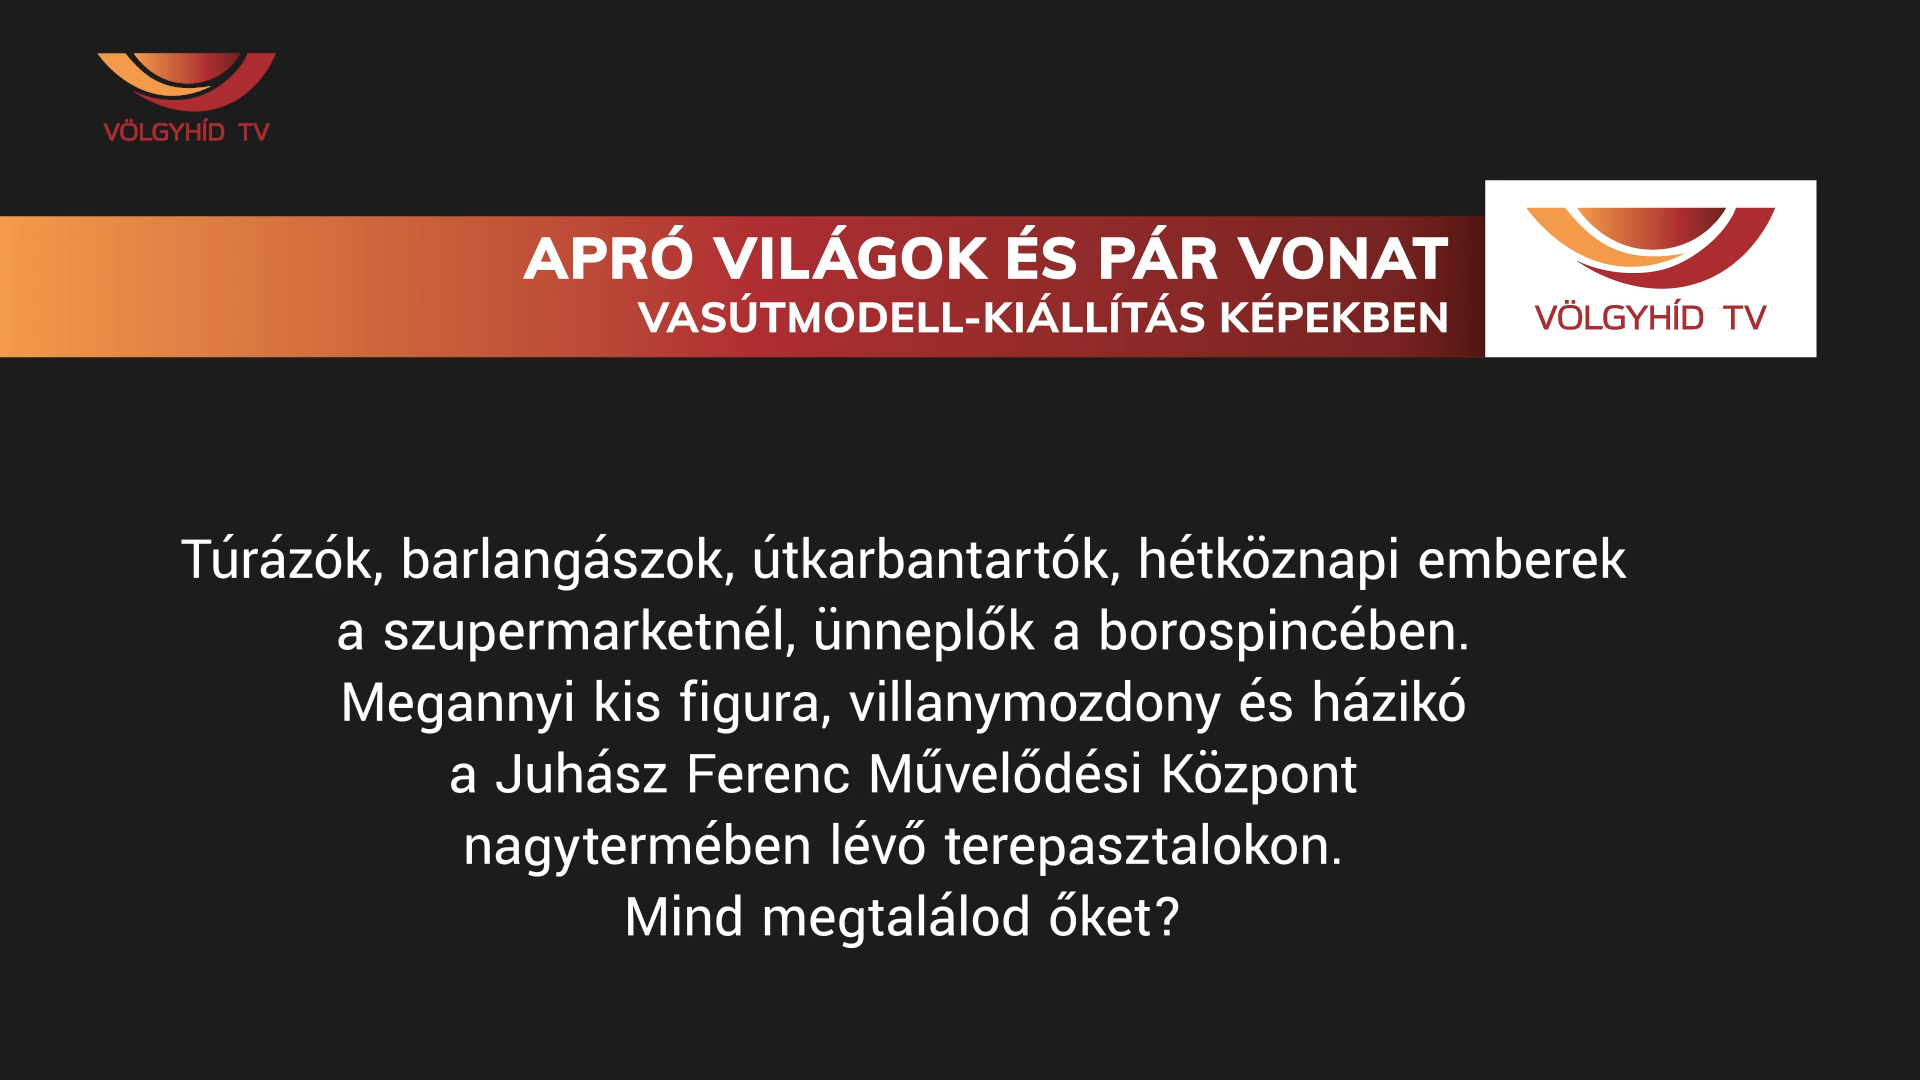 VÖLGYHÍD TV
APRÓ VILÁGOK ÉS PÁR VONAT
VASÚTMODELL-KIÁLLÍTÁS KÉPEKBEN
VÖLGYHÍD TV
Túrázók, barlangászok, útkarbantartók, hétköznapi emberek
a szupermarketnél, ünneplők a borospincében.
Megannyi kis figura, villanymozdony és házikó
a Juhász Ferenc Művelődési Központ
nagytermében lévő terepasztalokon.
Mind megtalálod őket?